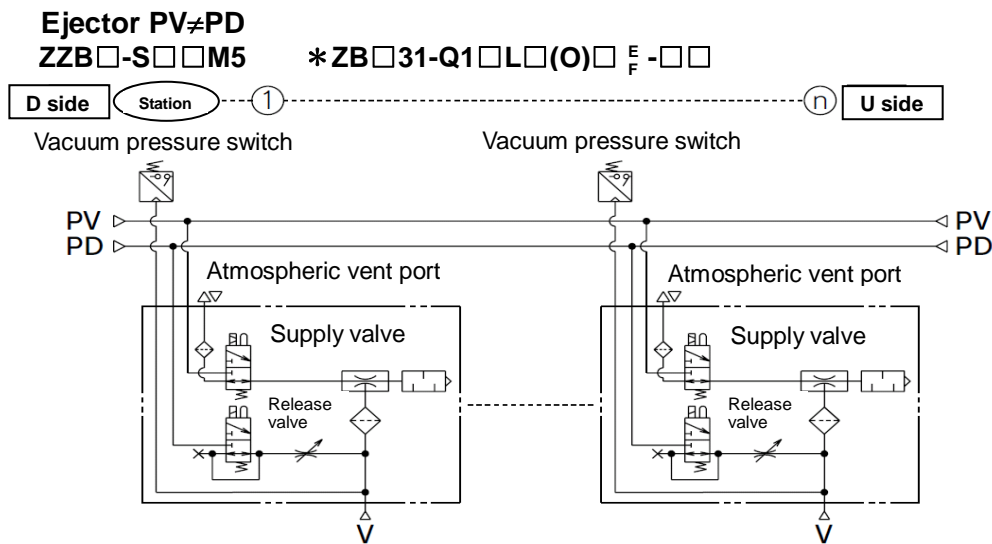 Ejector PV≠PD
ZZB□-S□□M5 *ZB□31-Q1□L□(O)□ E F -□□
D side Station 1 n U side
Vacuum pressure switch Vacuum pressure switch
PV PV
PD PD
Atmospheric vent port Atmospheric vent port
Supply valve Supply valve
Release Release
valve valve
V V